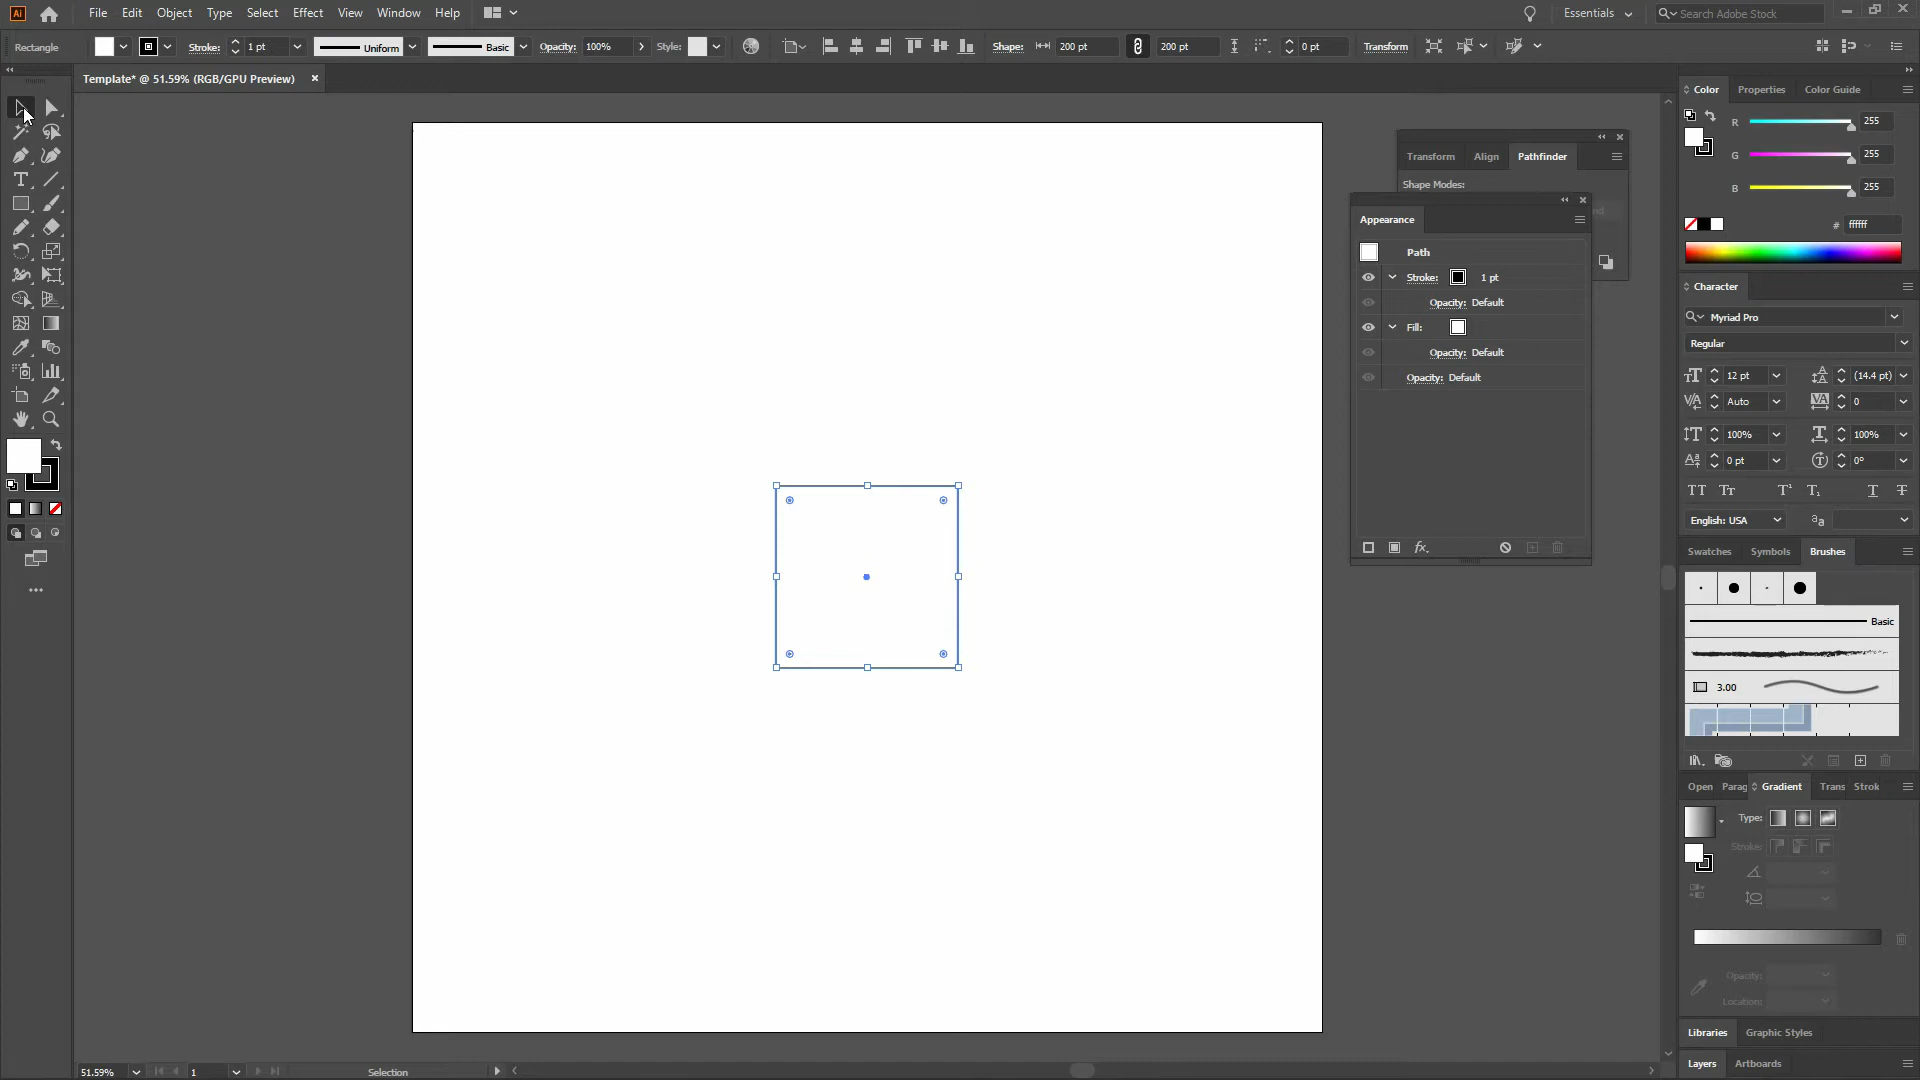 Ai
File Edit Object Type Select Effect View Window Help
Essentials
Search Adobe Stock
Rectangle
Stroke: 1 pt
Uniform
Basic
Opacity: 100%
Style:
Shape: 200 pt 200 pt
0 pt
Transform
Template* @ 51.59% (RGB/GPU Preview)
Transform Align Pathfinder
Shape Modes:
Appearance
Path
Stroke: 1 pt
Opacity: Default
Fill:
Opacity: Default
Opacity: Default
fx.
Color Properties Color Guide
R 255
G 255
B 255
# ffffff
Character
Myriad Pro
Regular
12 pt (14.4 pt)
Auto 0
100% 100%
0 pt 0°
English: USA
Swatches Symbols Brushes
Basic
3.00
Open Parag Gradient Trans Strok
Type:
Stroke:
Opacity:
Location:
Libraries Graphic Styles
Layers Artboards
51.59% 1 Selection